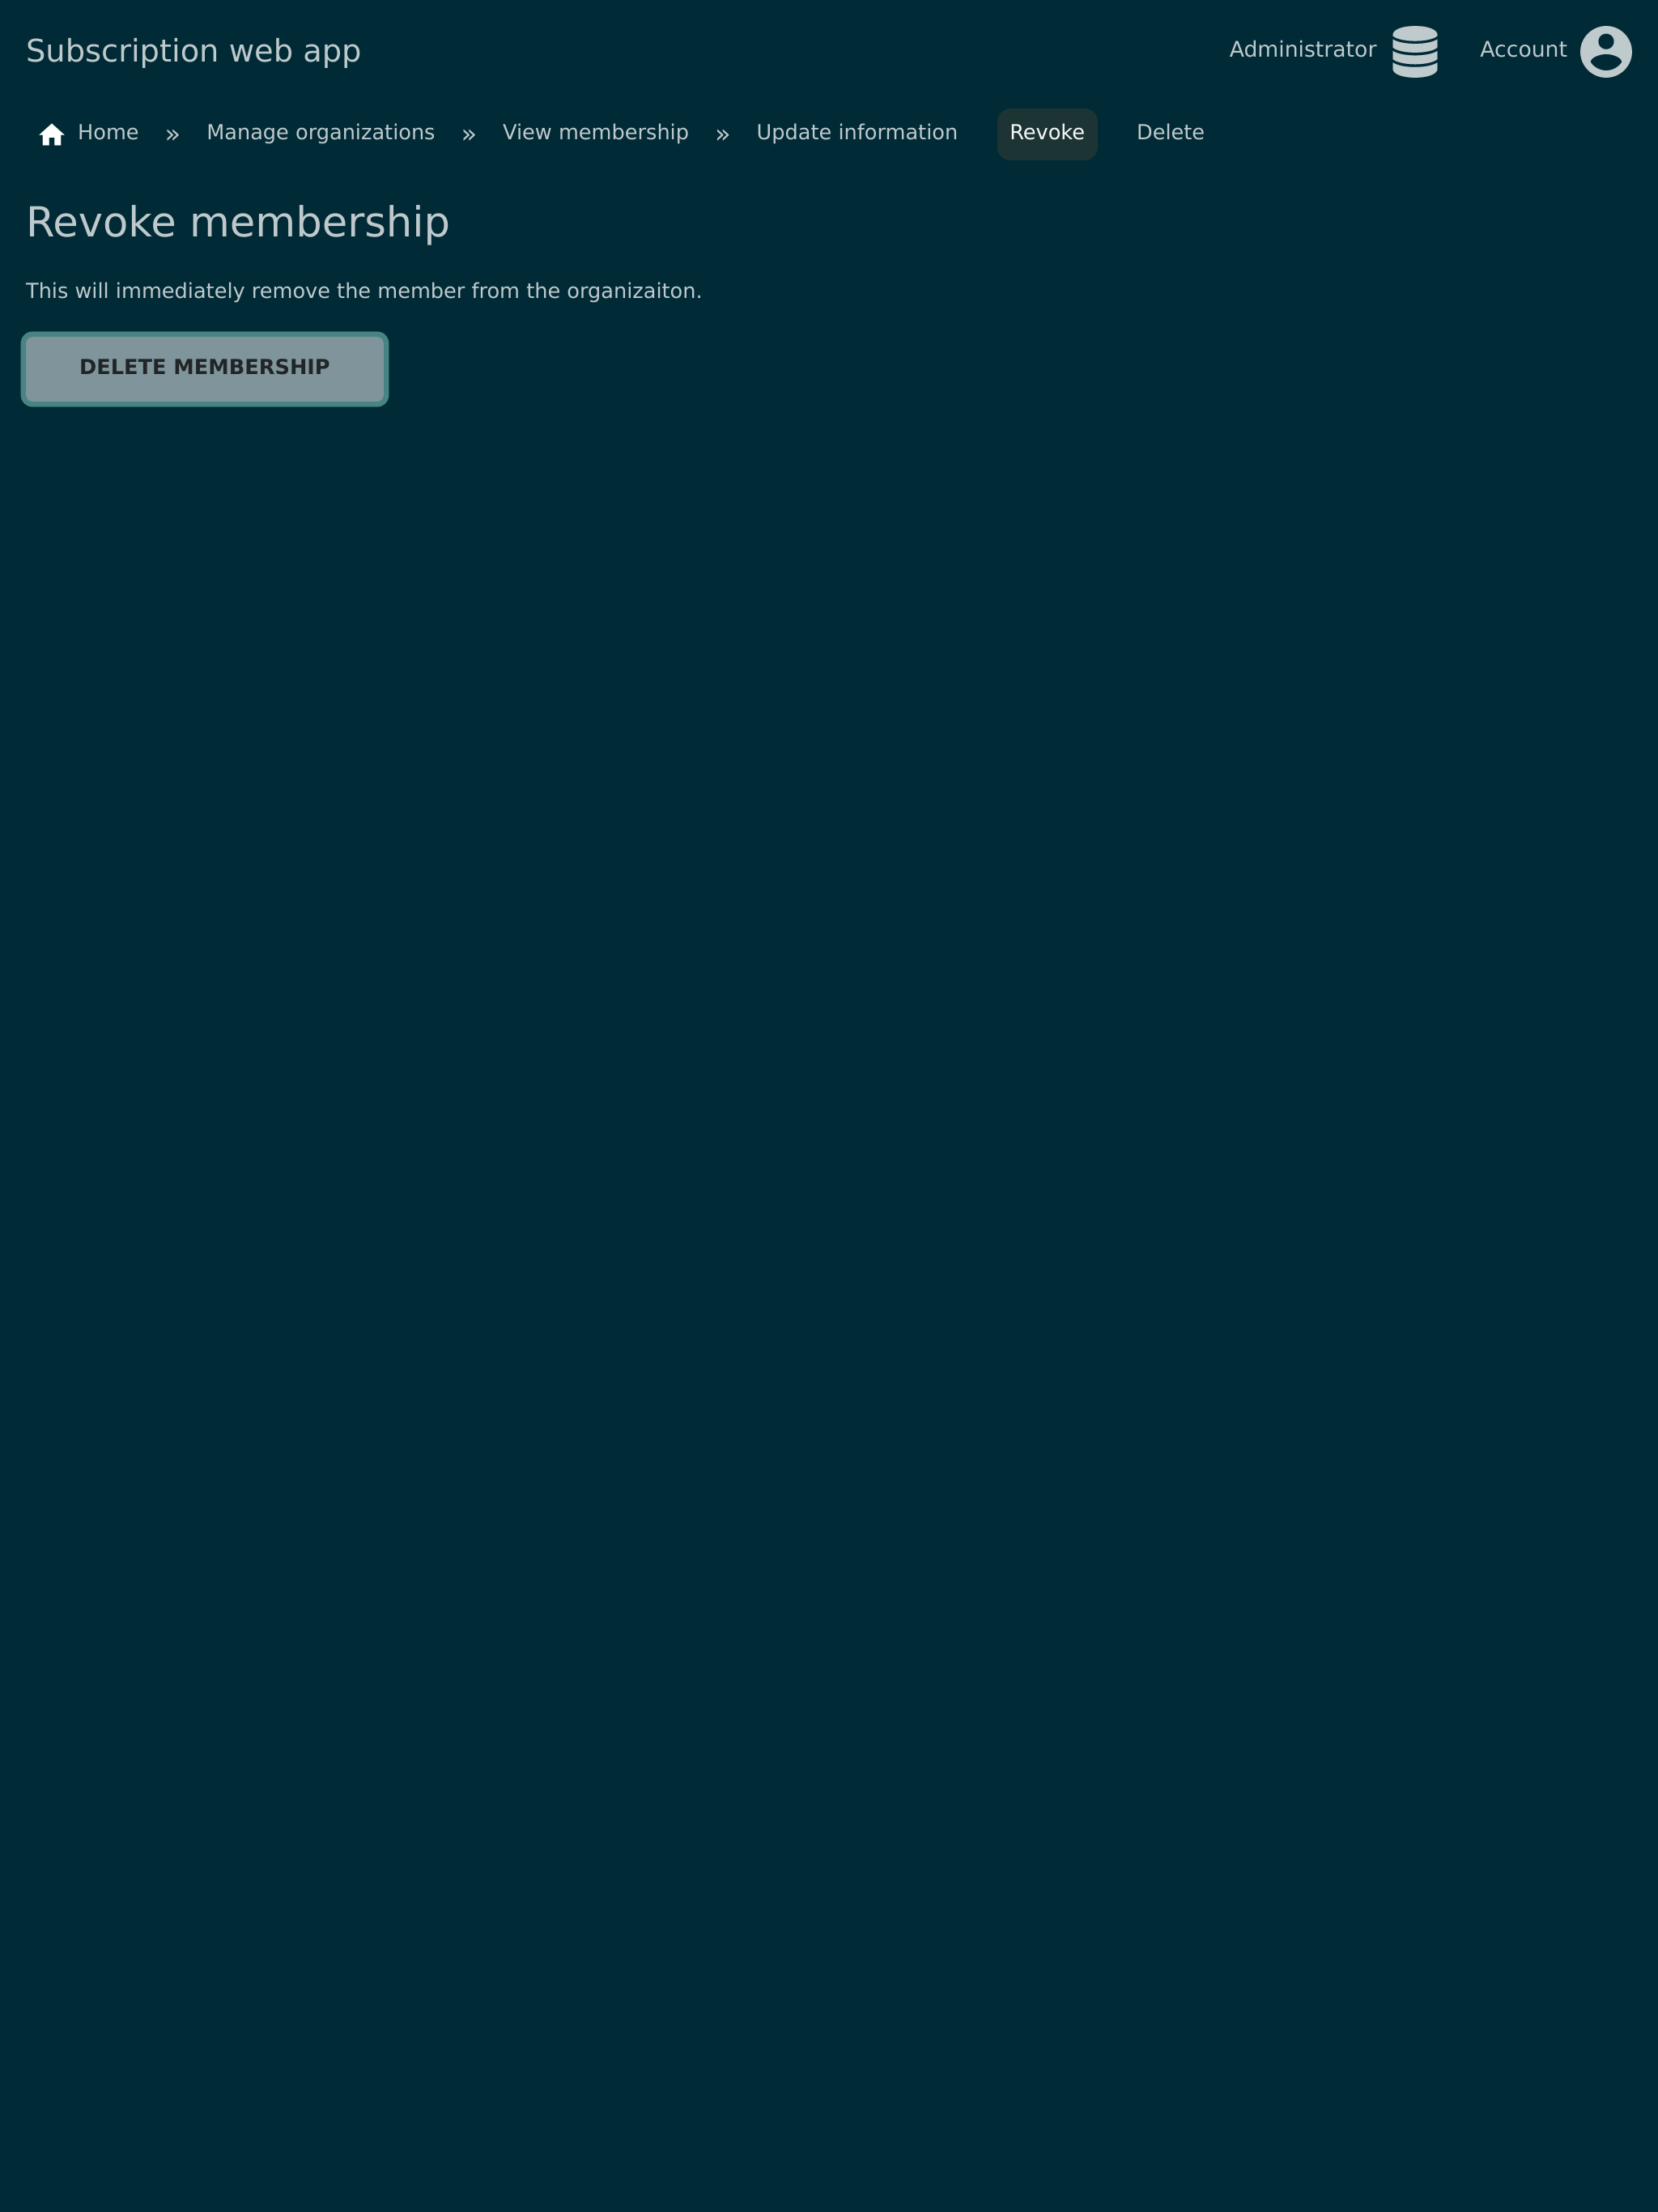 Subscription web app
Administrator
Account
Home » Manage organizations » View membership » Update information Revoke Delete
Revoke membership
This will immediately remove the member from the organizaiton.
DELETE MEMBERSHIP